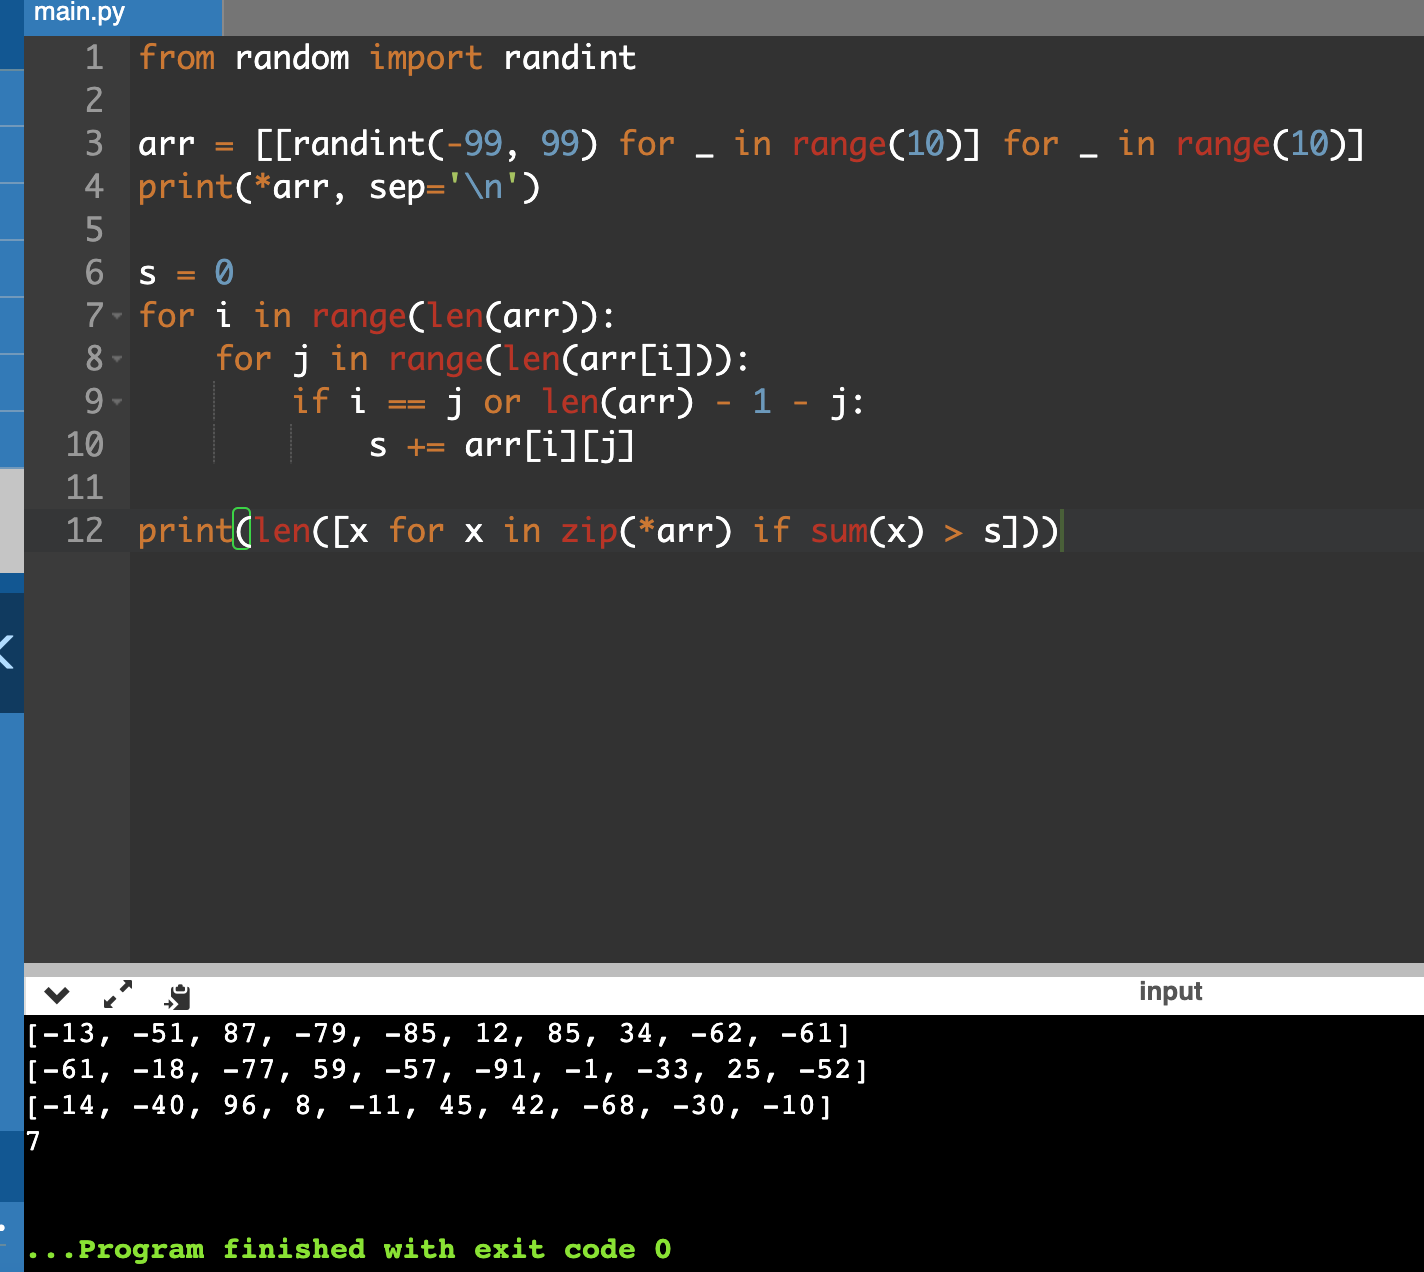 main.py
1 from random import randint
2
3 arr = [[randint(-99, 99) for _ in range(10)] for _ in range(10)]
4 print(*arr, sep='\n')
5
6 s = 0
7 for i in range(len(arr)):
8     for j in range(len(arr[i])):
9         if i == j or len(arr) - 1 - j:
10             s += arr[i][j]
11
12 print(len([x for x in zip(*arr) if sum(x) > s]))
input
[-13, -51, 87, -79, -85, 12, 85, 34, -62, -61]
[-61, -18, -77, 59, -57, -91, -1, -33, 25, -52]
[-14, -40, 96, 8, -11, 45, 42, -68, -30, -10]
7
...Program finished with exit code 0